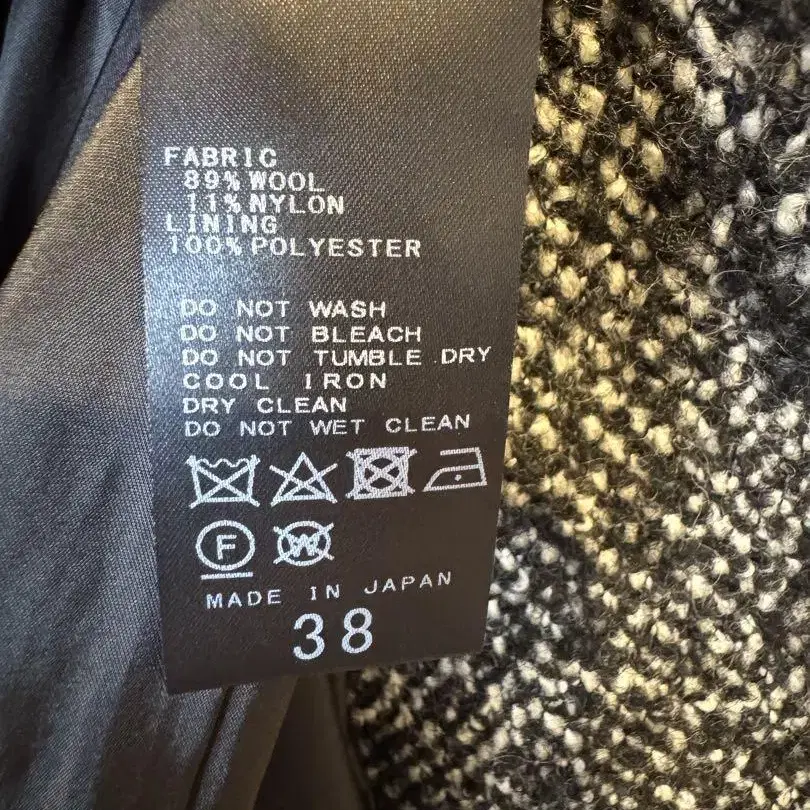 FABRIC
89% WOOL
11% NYLON
LINING
100% POLYESTER
DO NOT WASH
DO NOT BLEACH
DO NOT TUMBLE DRY
COOL IRON
DRY CLEAN
DO NOT WET CLEAN
F W
MADE IN JAPAN
38